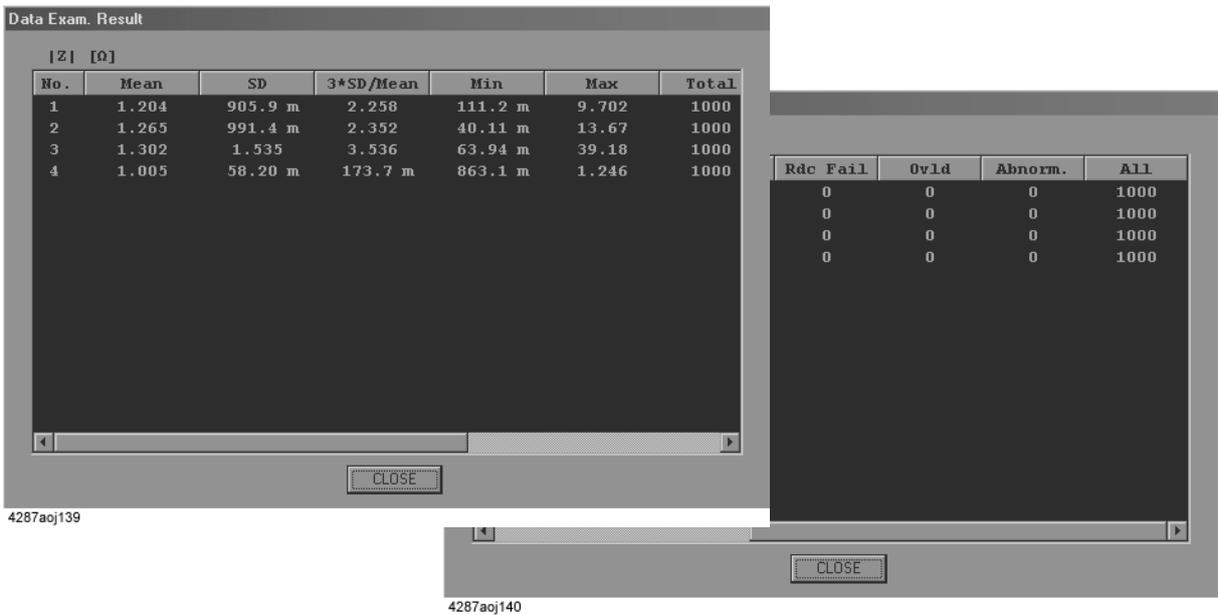 Data Exam. Result
|Z| [Ω]
No. Mean SD 3*SD/Mean Min Max Total
1 1.204 905.9 m 2.258 111.2 m 9.702 1000
2 1.265 991.4 m 2.352 40.11 m 13.67 1000
3 1.302 1.535 3.536 63.94 m 39.18 1000
4 1.005 58.20 m 173.7 m 863.1 m 1.246 1000
CLOSE
4287aoj139
Rdc Fail Ovld Abnorm. All
0 0 0 1000
0 0 0 1000
0 0 0 1000
0 0 0 1000
CLOSE
4287aoj140